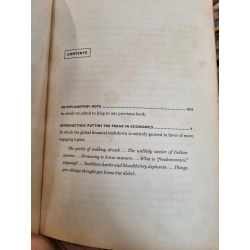 CONTENTS
AN EXPLANATORY NOTE
In which we admit to lying in our previous book.
INTRODUCTION: PUTTING THE FREAK IN ECONOMICS
In which the global financial meltdown is entirely ignored in favor of more
engaging topics.
The perils of walking drunk . . . The unlikely savior of Indian
women . . . Drowning in horse manure . . . What is "freakonomics,"
anyway? . . . Toothless sharks and bloodthirsty elephants . . . Things
you always thought you knew but didn't.